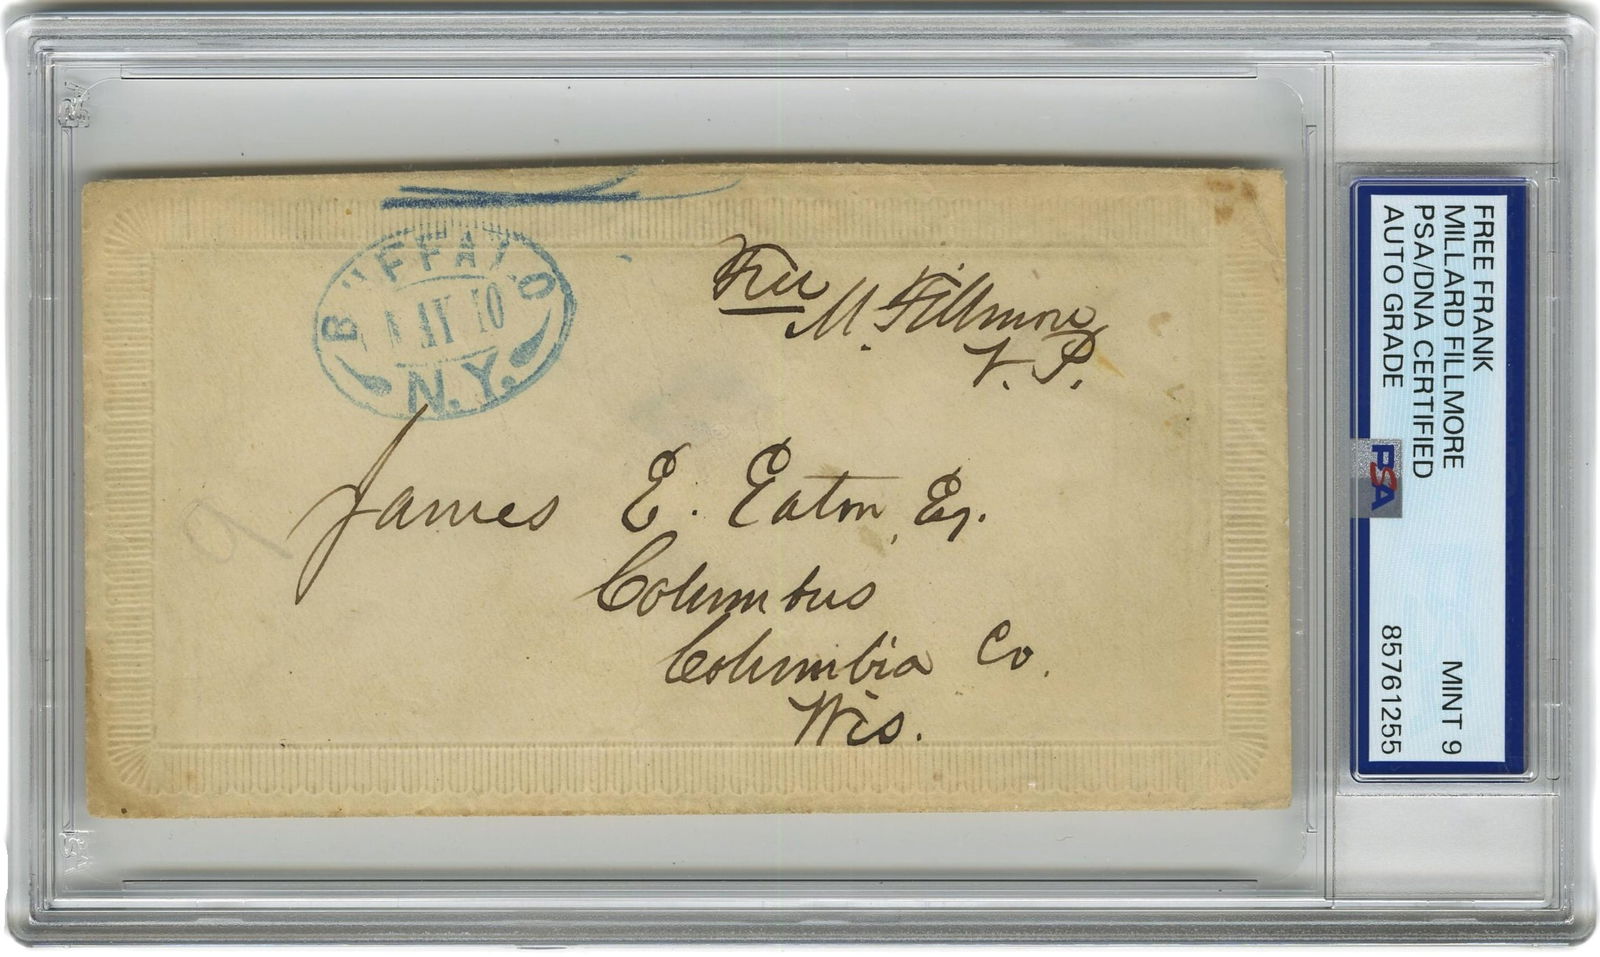 BUFFALO
MAY 10
N.Y.
Free
M. Fillmore
V. P.
James E. Eaton, Esq.
Columbus
Columbia Co.
Wis.
9
FREE FRANK
MILLARD FILLMORE
PSA/DNA CERTIFIED
AUTO GRADE
MINT 9
85761255
PSA